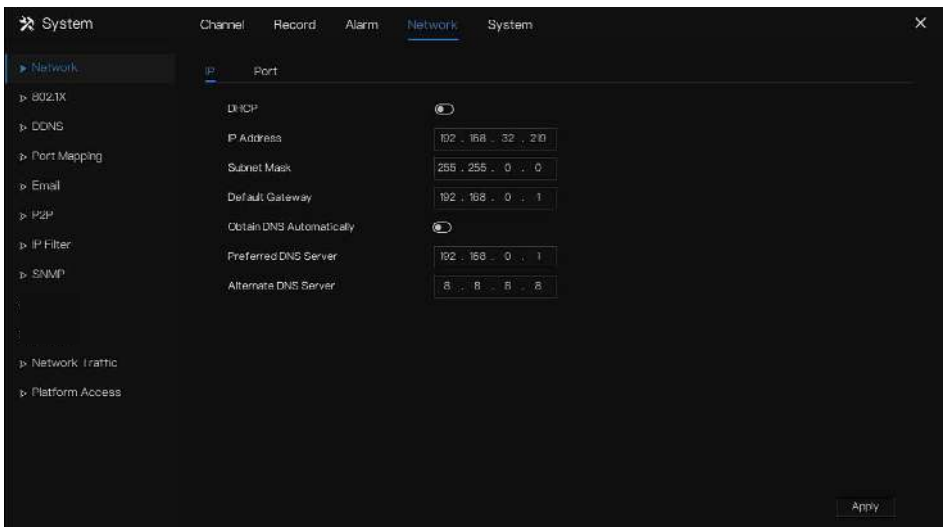 System Channel Record Alarm Network System
Network
IP Port
802.1X
DHCP
DDNS
IP Address 192 . 168 . 32 .
Port Mapping
Subnet Mask 255 . 255 . 0 . 0
Email
Default Gateway 192 . 168 . 0 . 1
P2P
Obtain DNS Automatically
IP Filter
Preferred DNS Server 192 . 168 . 0 . 1
SNMP
Alternate DNS Server 8 . 8 . 8 . 8
Network Traffic
Platform Access
Apply